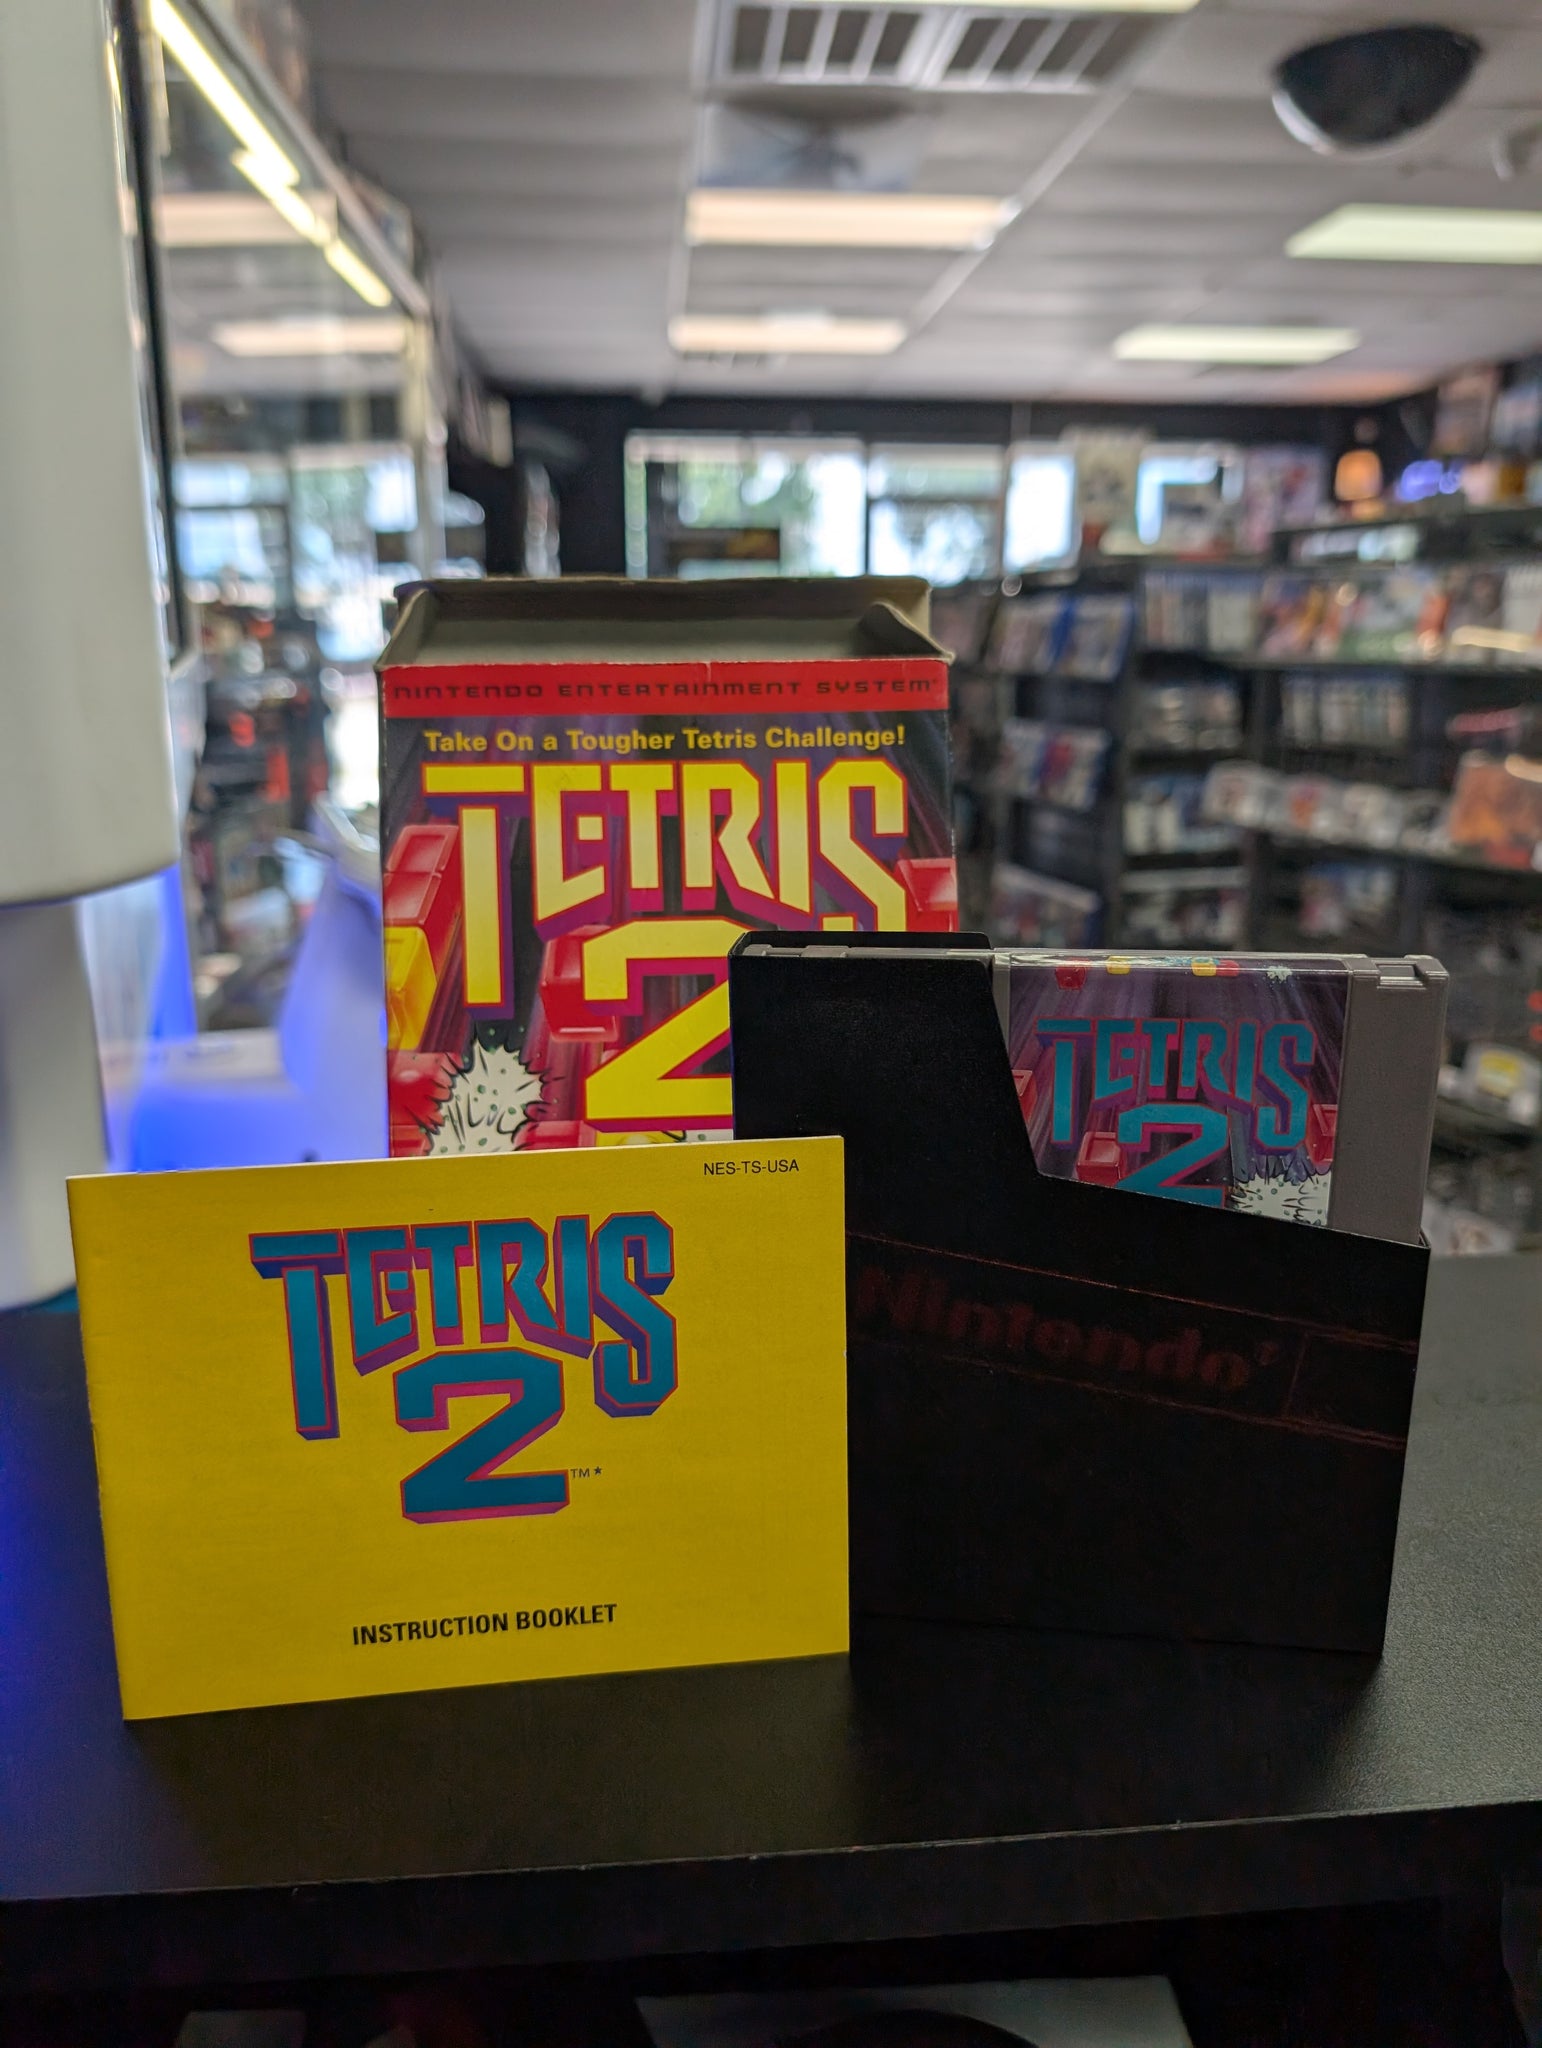 NINTENDO ENTERTAINMENT SYSTEM
Take On a Tougher Tetris Challenge!
TETRIS
2
TETRIS
2
Nintendo®
NES-TS-USA
TETRIS
2™*
INSTRUCTION BOOKLET